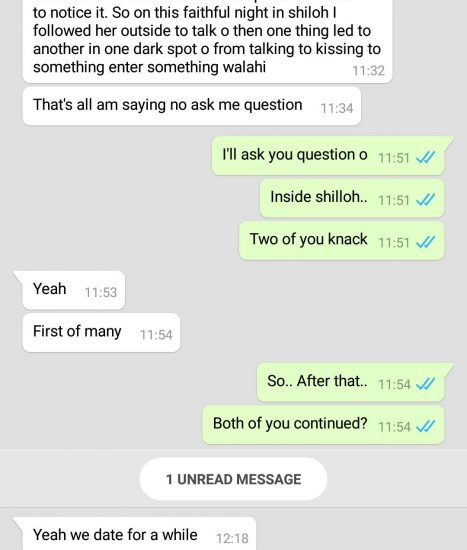 to notice it. So on this faithful night in shiloh I
followed her outside to talk o then one thing led to
another in one dark spot o from talking to kissing to
something enter something walahi
11:32
That's all am saying no ask me question 11:34
I'll ask you question o 11:51
Inside shilloh.. 11:51
Two of you knack 11:51
Yeah 11:53
First of many 11:54
So.. After that.. 11:54
Both of you continued? 11:54
1 UNREAD MESSAGE
Yeah we date for a while 12:18